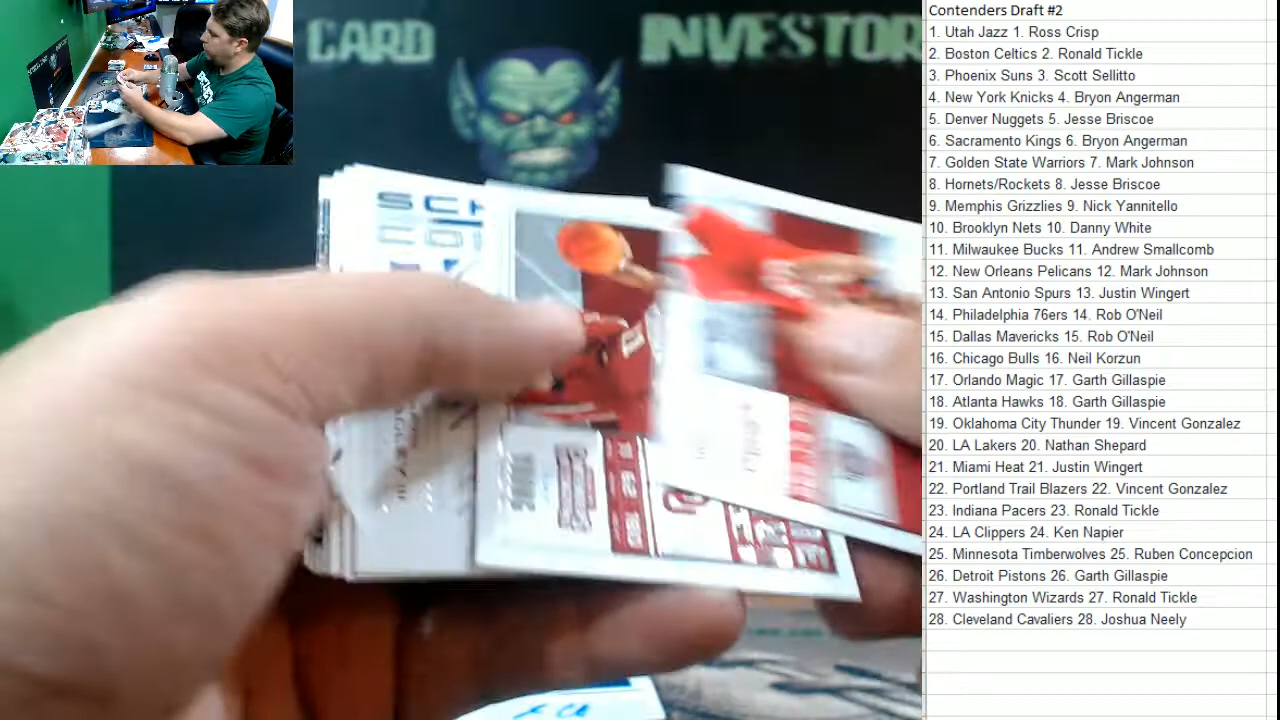 CARD INVESTOR
SCH
Contenders Draft #2
1. Utah Jazz 1. Ross Crisp
2. Boston Celtics 2. Ronald Tickle
3. Phoenix Suns 3. Scott Sellitto
4. New York Knicks 4. Bryon Angerman
5. Denver Nuggets 5. Jesse Briscoe
6. Sacramento Kings 6. Bryon Angerman
7. Golden State Warriors 7. Mark Johnson
8. Hornets/Rockets 8. Jesse Briscoe
9. Memphis Grizzlies 9. Nick Yannitello
10. Brooklyn Nets 10. Danny White
11. Milwaukee Bucks 11. Andrew Smallcomb
12. New Orleans Pelicans 12. Mark Johnson
13. San Antonio Spurs 13. Justin Wingert
14. Philadelphia 76ers 14. Rob O'Neil
15. Dallas Mavericks 15. Rob O'Neil
16. Chicago Bulls 16. Neil Korzun
17. Orlando Magic 17. Garth Gillaspie
18. Atlanta Hawks 18. Garth Gillaspie
19. Oklahoma City Thunder 19. Vincent Gonzalez
20. LA Lakers 20. Nathan Shepard
21. Miami Heat 21. Justin Wingert
22. Portland Trail Blazers 22. Vincent Gonzalez
23. Indiana Pacers 23. Ronald Tickle
24. LA Clippers 24. Ken Napier
25. Minnesota Timberwolves 25. Ruben Concepcion
26. Detroit Pistons 26. Garth Gillaspie
27. Washington Wizards 27. Ronald Tickle
28. Cleveland Cavaliers 28. Joshua Neely